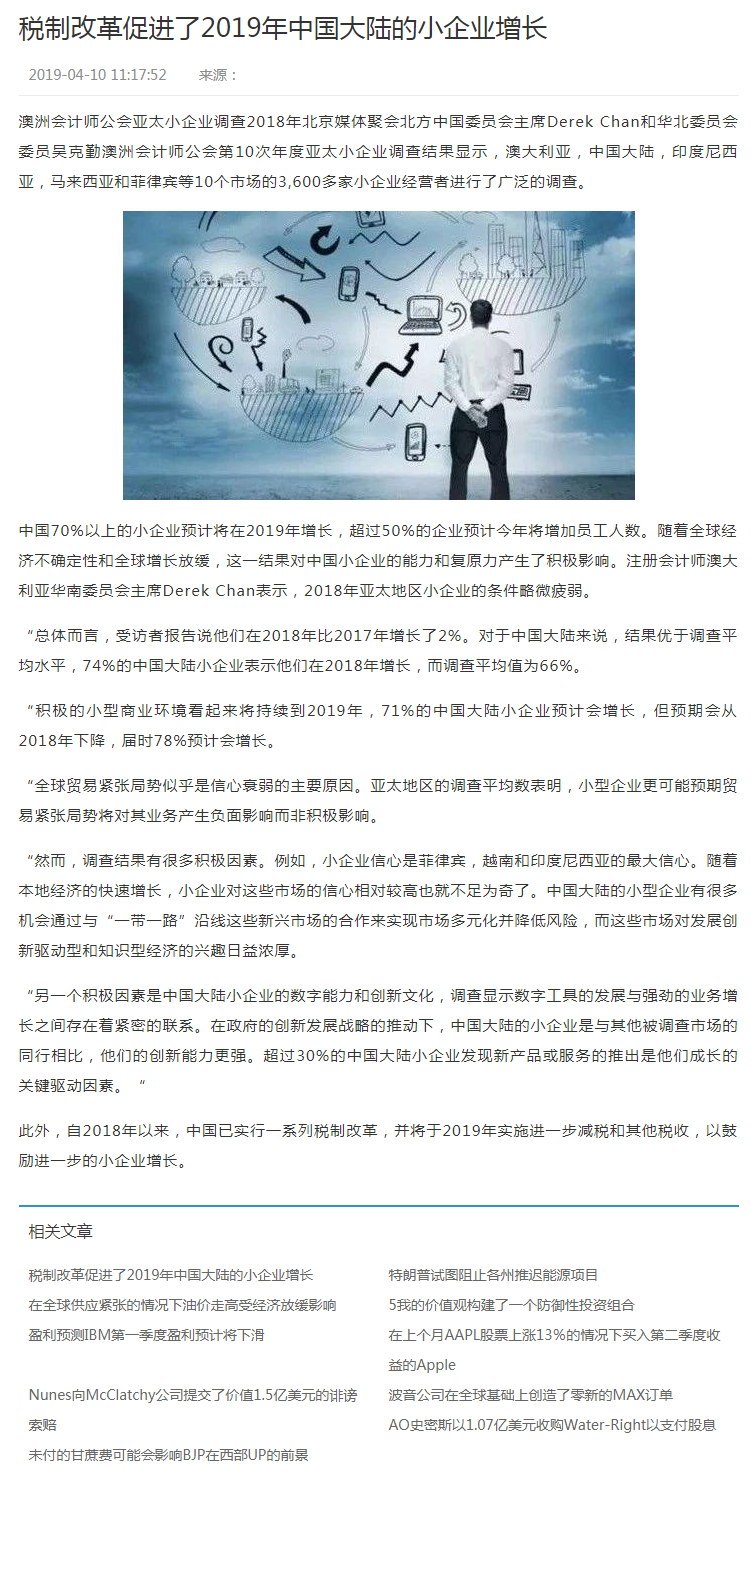 税制改革促进了2019年中国大陆的小企业增长
2019-04-10 11:17:52 来源：
澳洲会计师公会亚太小企业调查2018年北京媒体聚会北方中国委员会主席Derek Chan和华北委员会
委员吴克勤澳洲会计师公会第10次年度亚太小企业调查结果显示，澳大利亚，中国大陆，印度尼西
亚，马来西亚和菲律宾等10个市场的3,600多家小企业经营者进行了广泛的调查。
中国70%以上的小企业预计将在2019年增长，超过50%的企业预计今年将增加员工人数。随着全球经
济不确定性和全球增长放缓，这一结果对中国小企业的能力和复原力产生了积极影响。注册会计师澳大
利亚华南委员会主席Derek Chan表示，2018年亚太地区小企业的条件略微疲弱。
“总体而言，受访者报告说他们在2018年比2017年增长了2%。对于中国大陆来说，结果优于调查平
均水平，74%的中国大陆小企业表示他们在2018年增长，而调查平均值为66%。
“积极的小型商业环境看起来将持续到2019年，71%的中国大陆小企业预计会增长，但预期会从
2018年下降，届时78%预计会增长。
“全球贸易紧张局势似乎是信心衰弱的主要原因。亚太地区的调查平均数表明，小型企业更可能预期贸
易紧张局势将对其业务产生负面影响而非积极影响。
“然而，调查结果有很多积极因素。例如，小企业信心是菲律宾，越南和印度尼西亚的最大信心。随着
本地经济的快速增长，小企业对这些市场的信心相对较高也就不足为奇了。中国大陆的小型企业有很多
机会通过与“一带一路”沿线这些新兴市场的合作来实现市场多元化并降低风险，而这些市场对发展创
新驱动型和知识型经济的兴趣日益浓厚。
“另一个积极因素是中国大陆小企业的数字能力和创新文化，调查显示数字工具的发展与强劲的业务增
长之间存在着紧密的联系。在政府的创新发展战略的推动下，中国大陆的小企业是与其他被调查市场的
同行相比，他们的创新能力更强。超过30%的中国大陆小企业发现新产品或服务的推出是他们成长的
关键驱动因素。“
此外，自2018年以来，中国已实行一系列税制改革，并将于2019年实施进一步减税和其他税收，以鼓
励进一步的小企业增长。
相关文章
税制改革促进了2019年中国大陆的小企业增长
特朗普试图阻止各州推迟能源项目
在全球供应紧张的情况下油价走高受经济放缓影响
5我的价值观构建了一个防御性投资组合
盈利预测IBM第一季度盈利预计将下滑
在上个月AAPL股票上涨13%的情况下买入第二季度收
益的Apple
Nunes向McClatchy公司提交了价值1.5亿美元的诽谤
索赔
波音公司在全球基础上创造了零新的MAX订单
AO史密斯以1.07亿美元收购Water-Right以支付股息
未付的甘蔗费可能会影响BJP在西部UP的前景